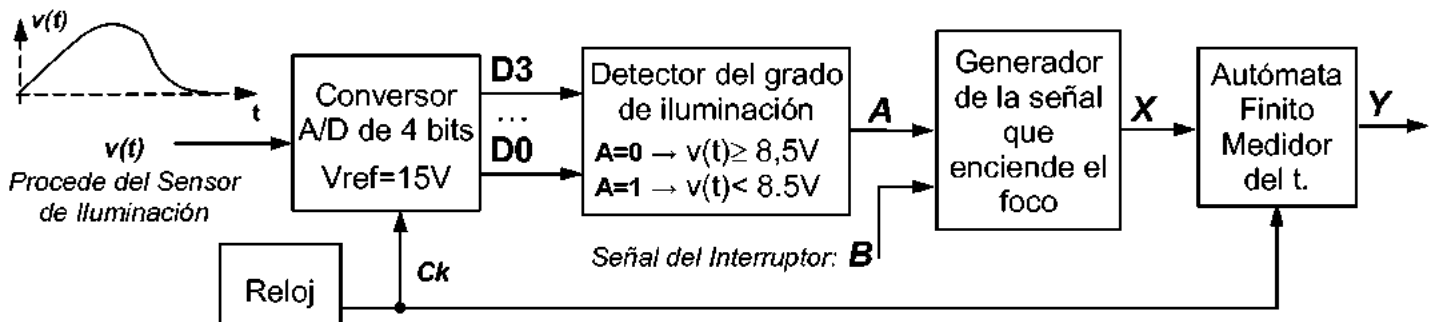 v(t)
t
v(t)
Procede del Sensor
de Iluminación
Conversor
A/D de 4 bits
Vref=15V
D3
...
D0
Detector del grado
de iluminación
A=0 → v(t)≥ 8,5V
A=1 → v(t)< 8.5V
A
Señal del Interruptor: B
Generador
de la señal
que
enciende el
foco
X
Autómata
Finito
Medidor
del t.
Y
Reloj
Ck